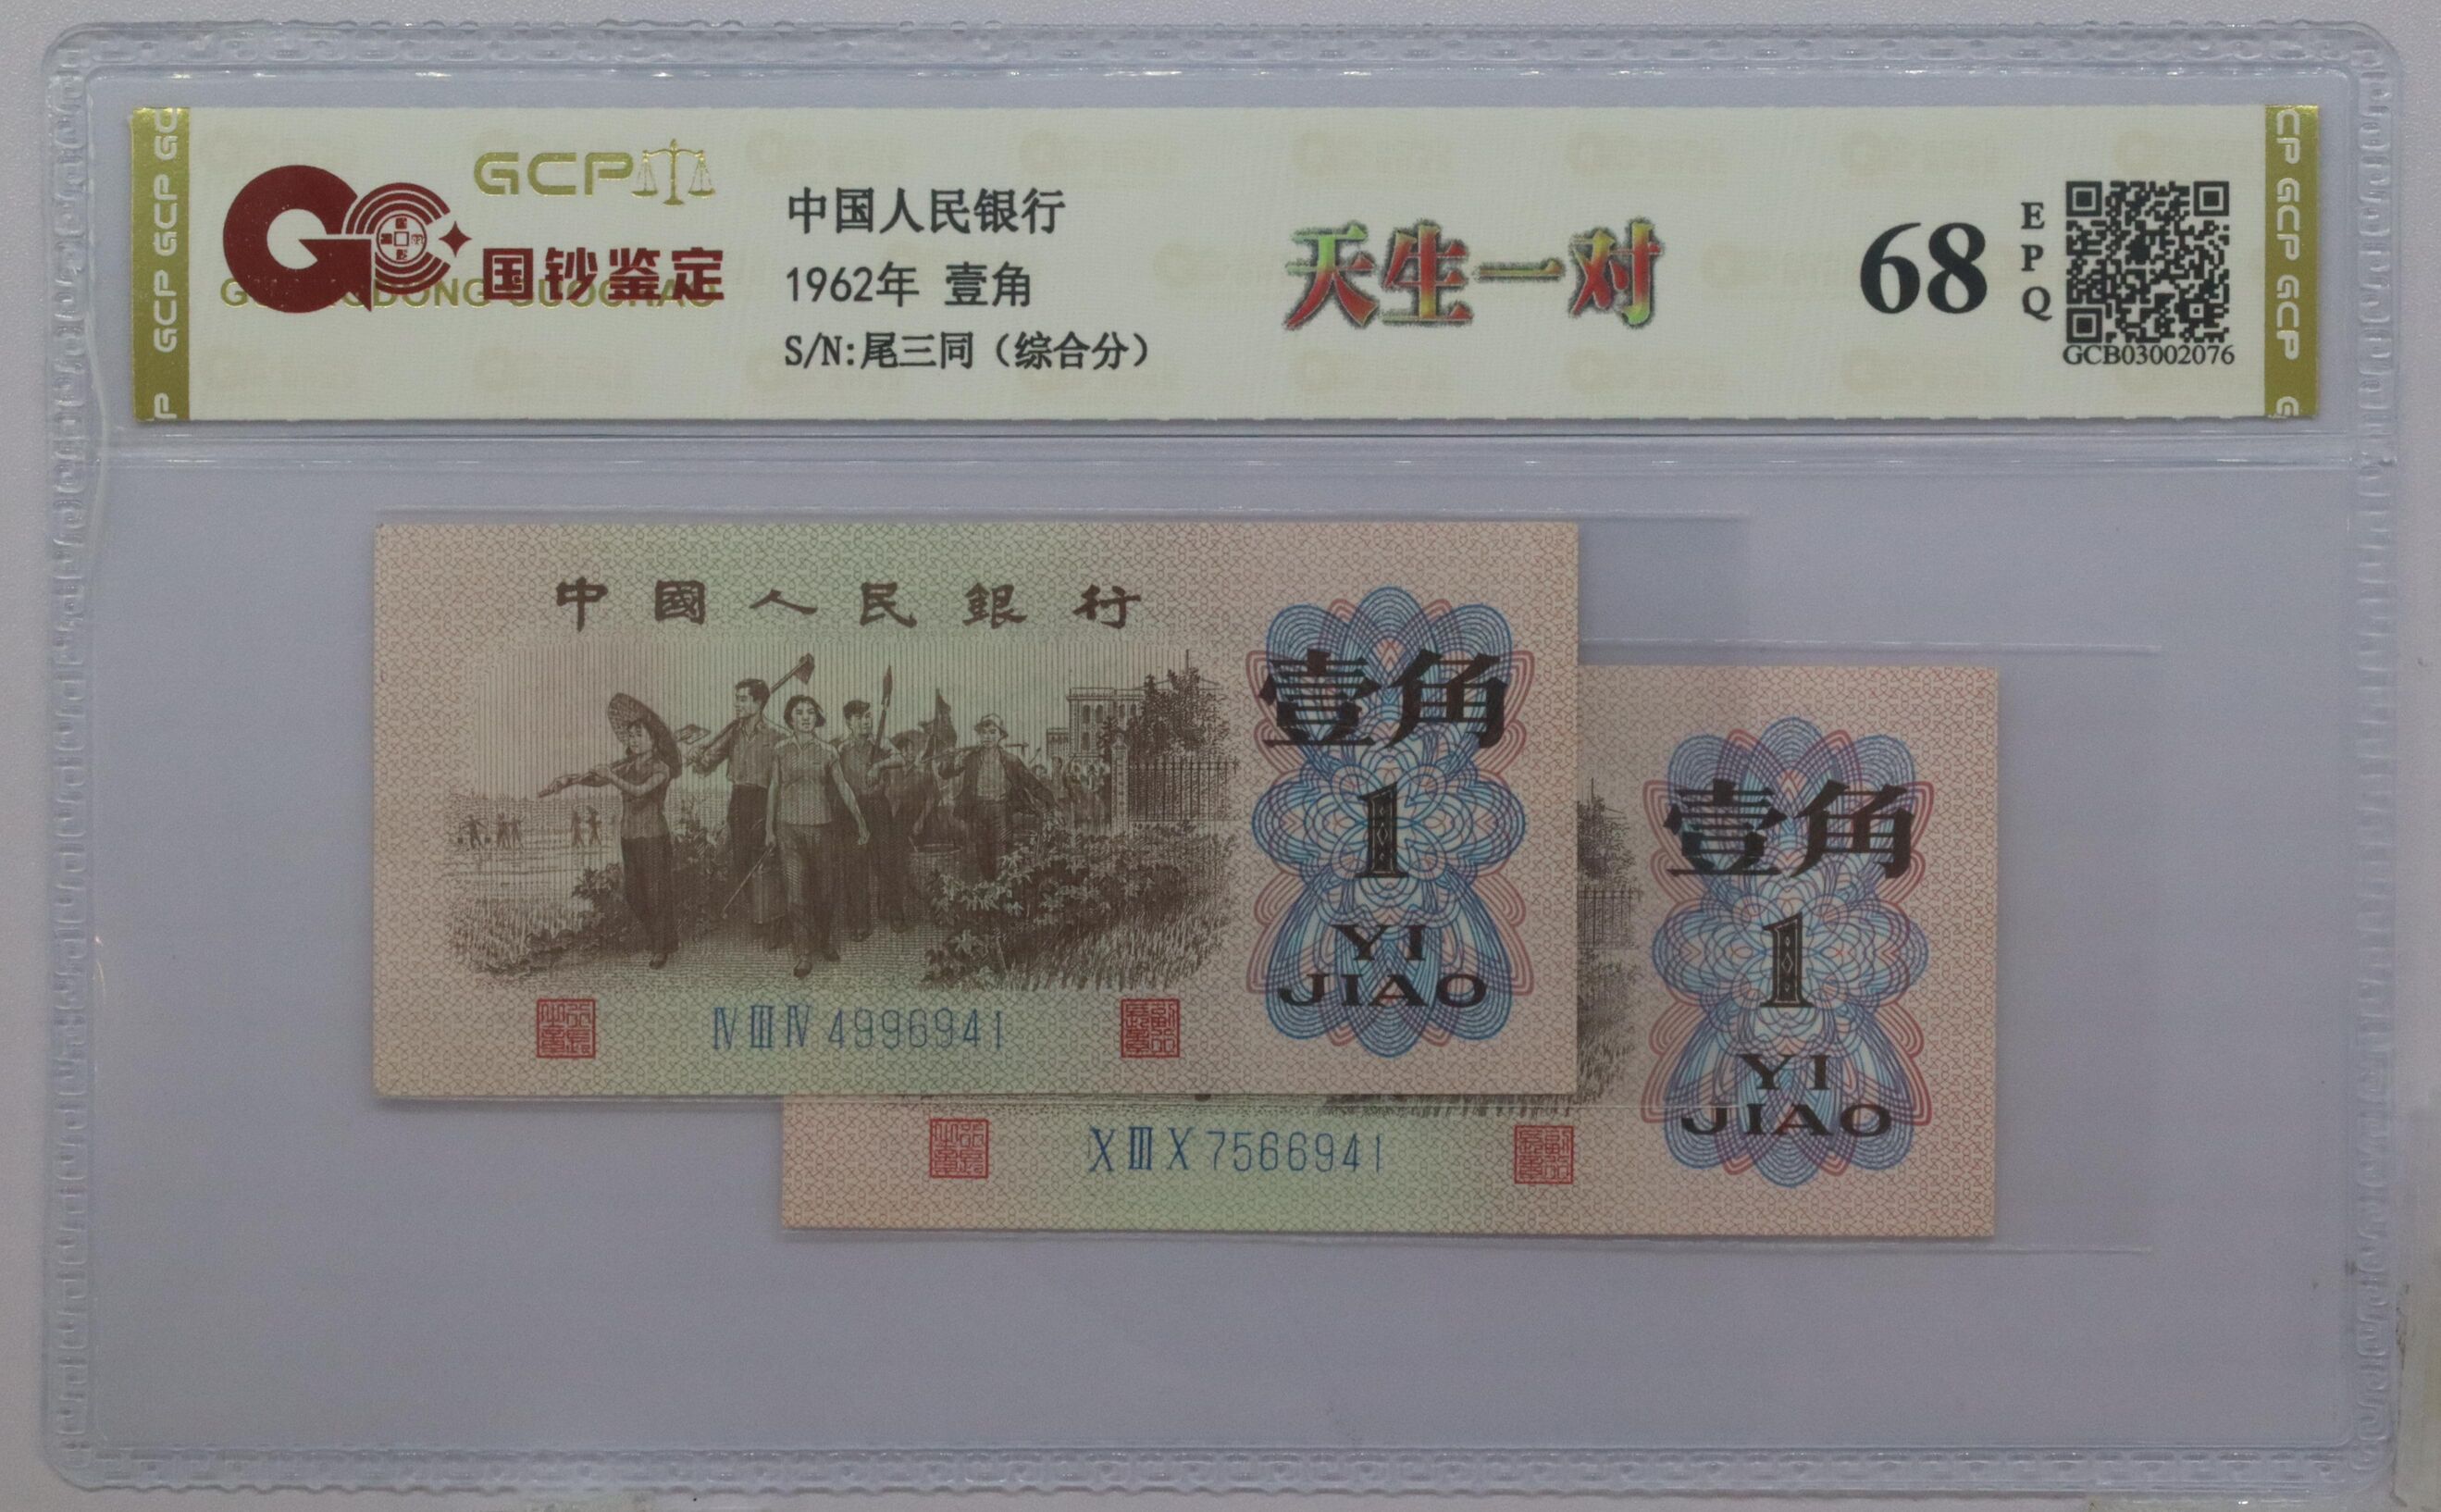 GCP
国钞鉴定
中国人民银行
1962年 壹角
S/N:尾三同（综合分）
天生一对
68
EPQ
GCB03002076
中國人民銀行
壹角
1
YI
JIAO
ⅣⅢⅣ 4996941
壹角
1
YI
JIAO
ⅩⅢⅩ 7566941